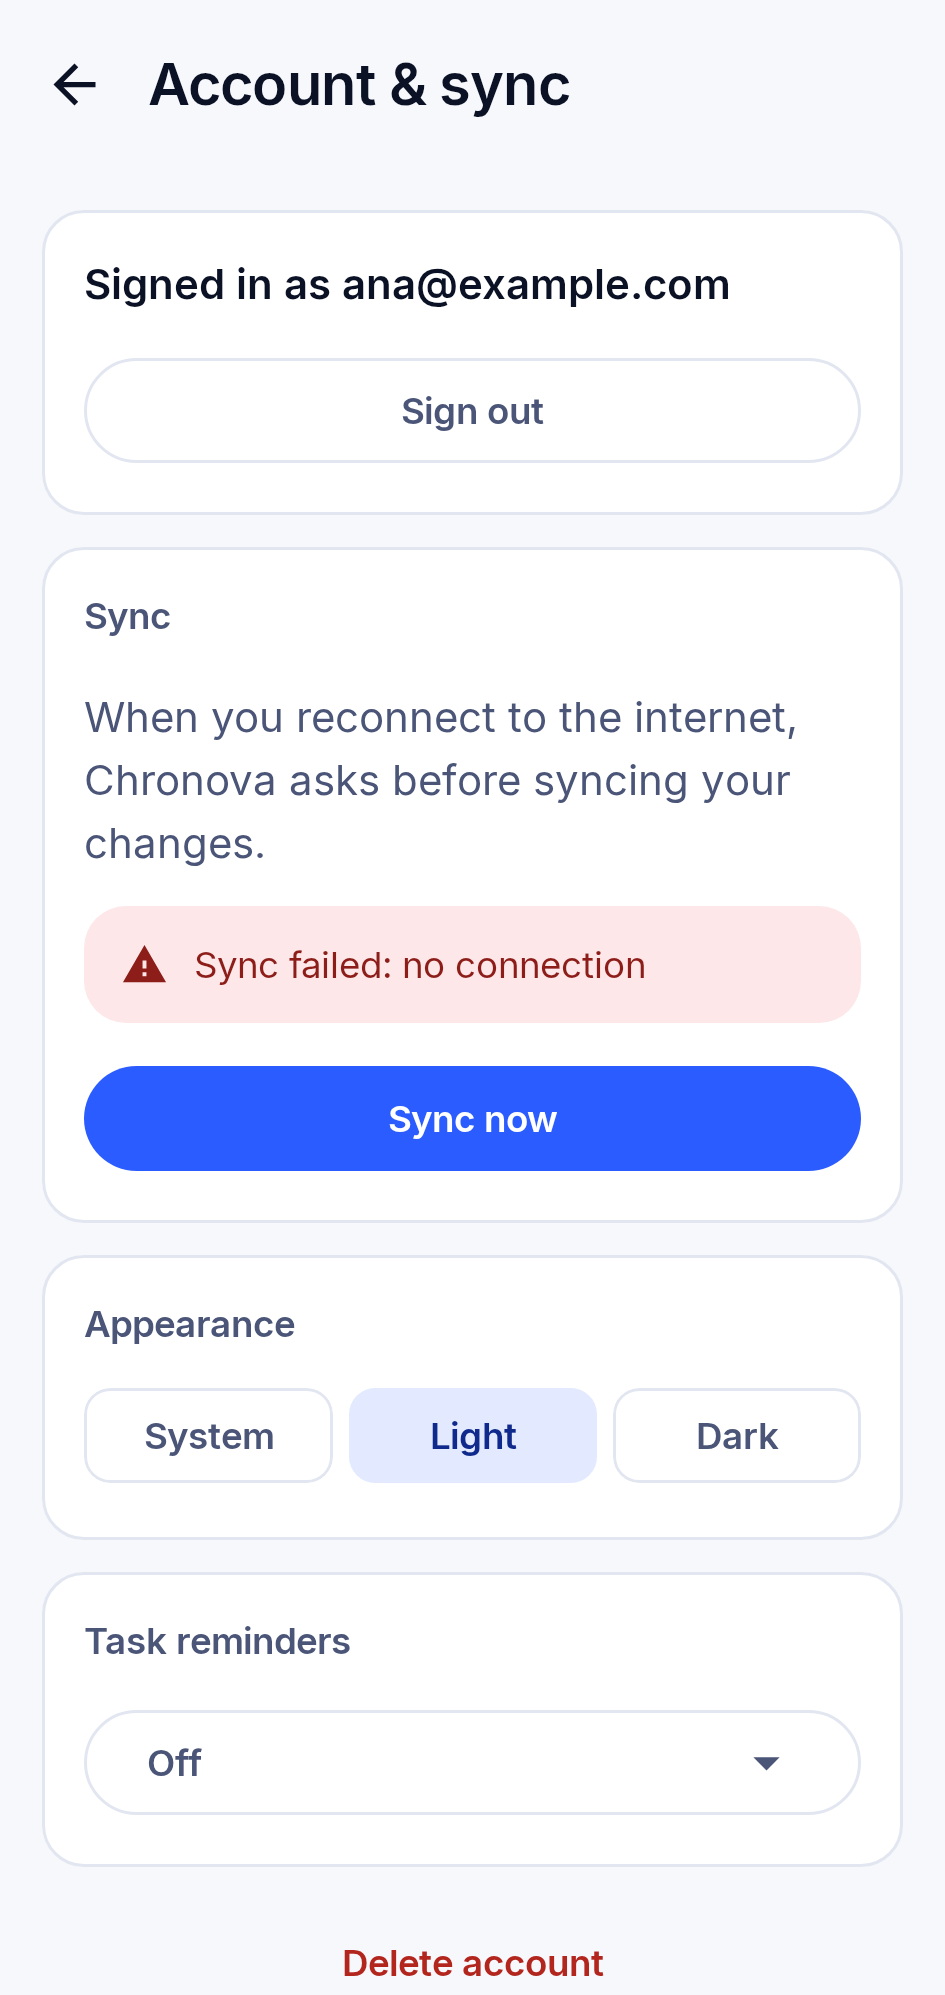 Account & sync
Signed in as ana@example.com
Sign out
Sync
When you reconnect to the internet,
Chronova asks before syncing your
changes.
Sync failed: no connection
Sync now
Appearance
System Light Dark
Task reminders
Off
Delete account